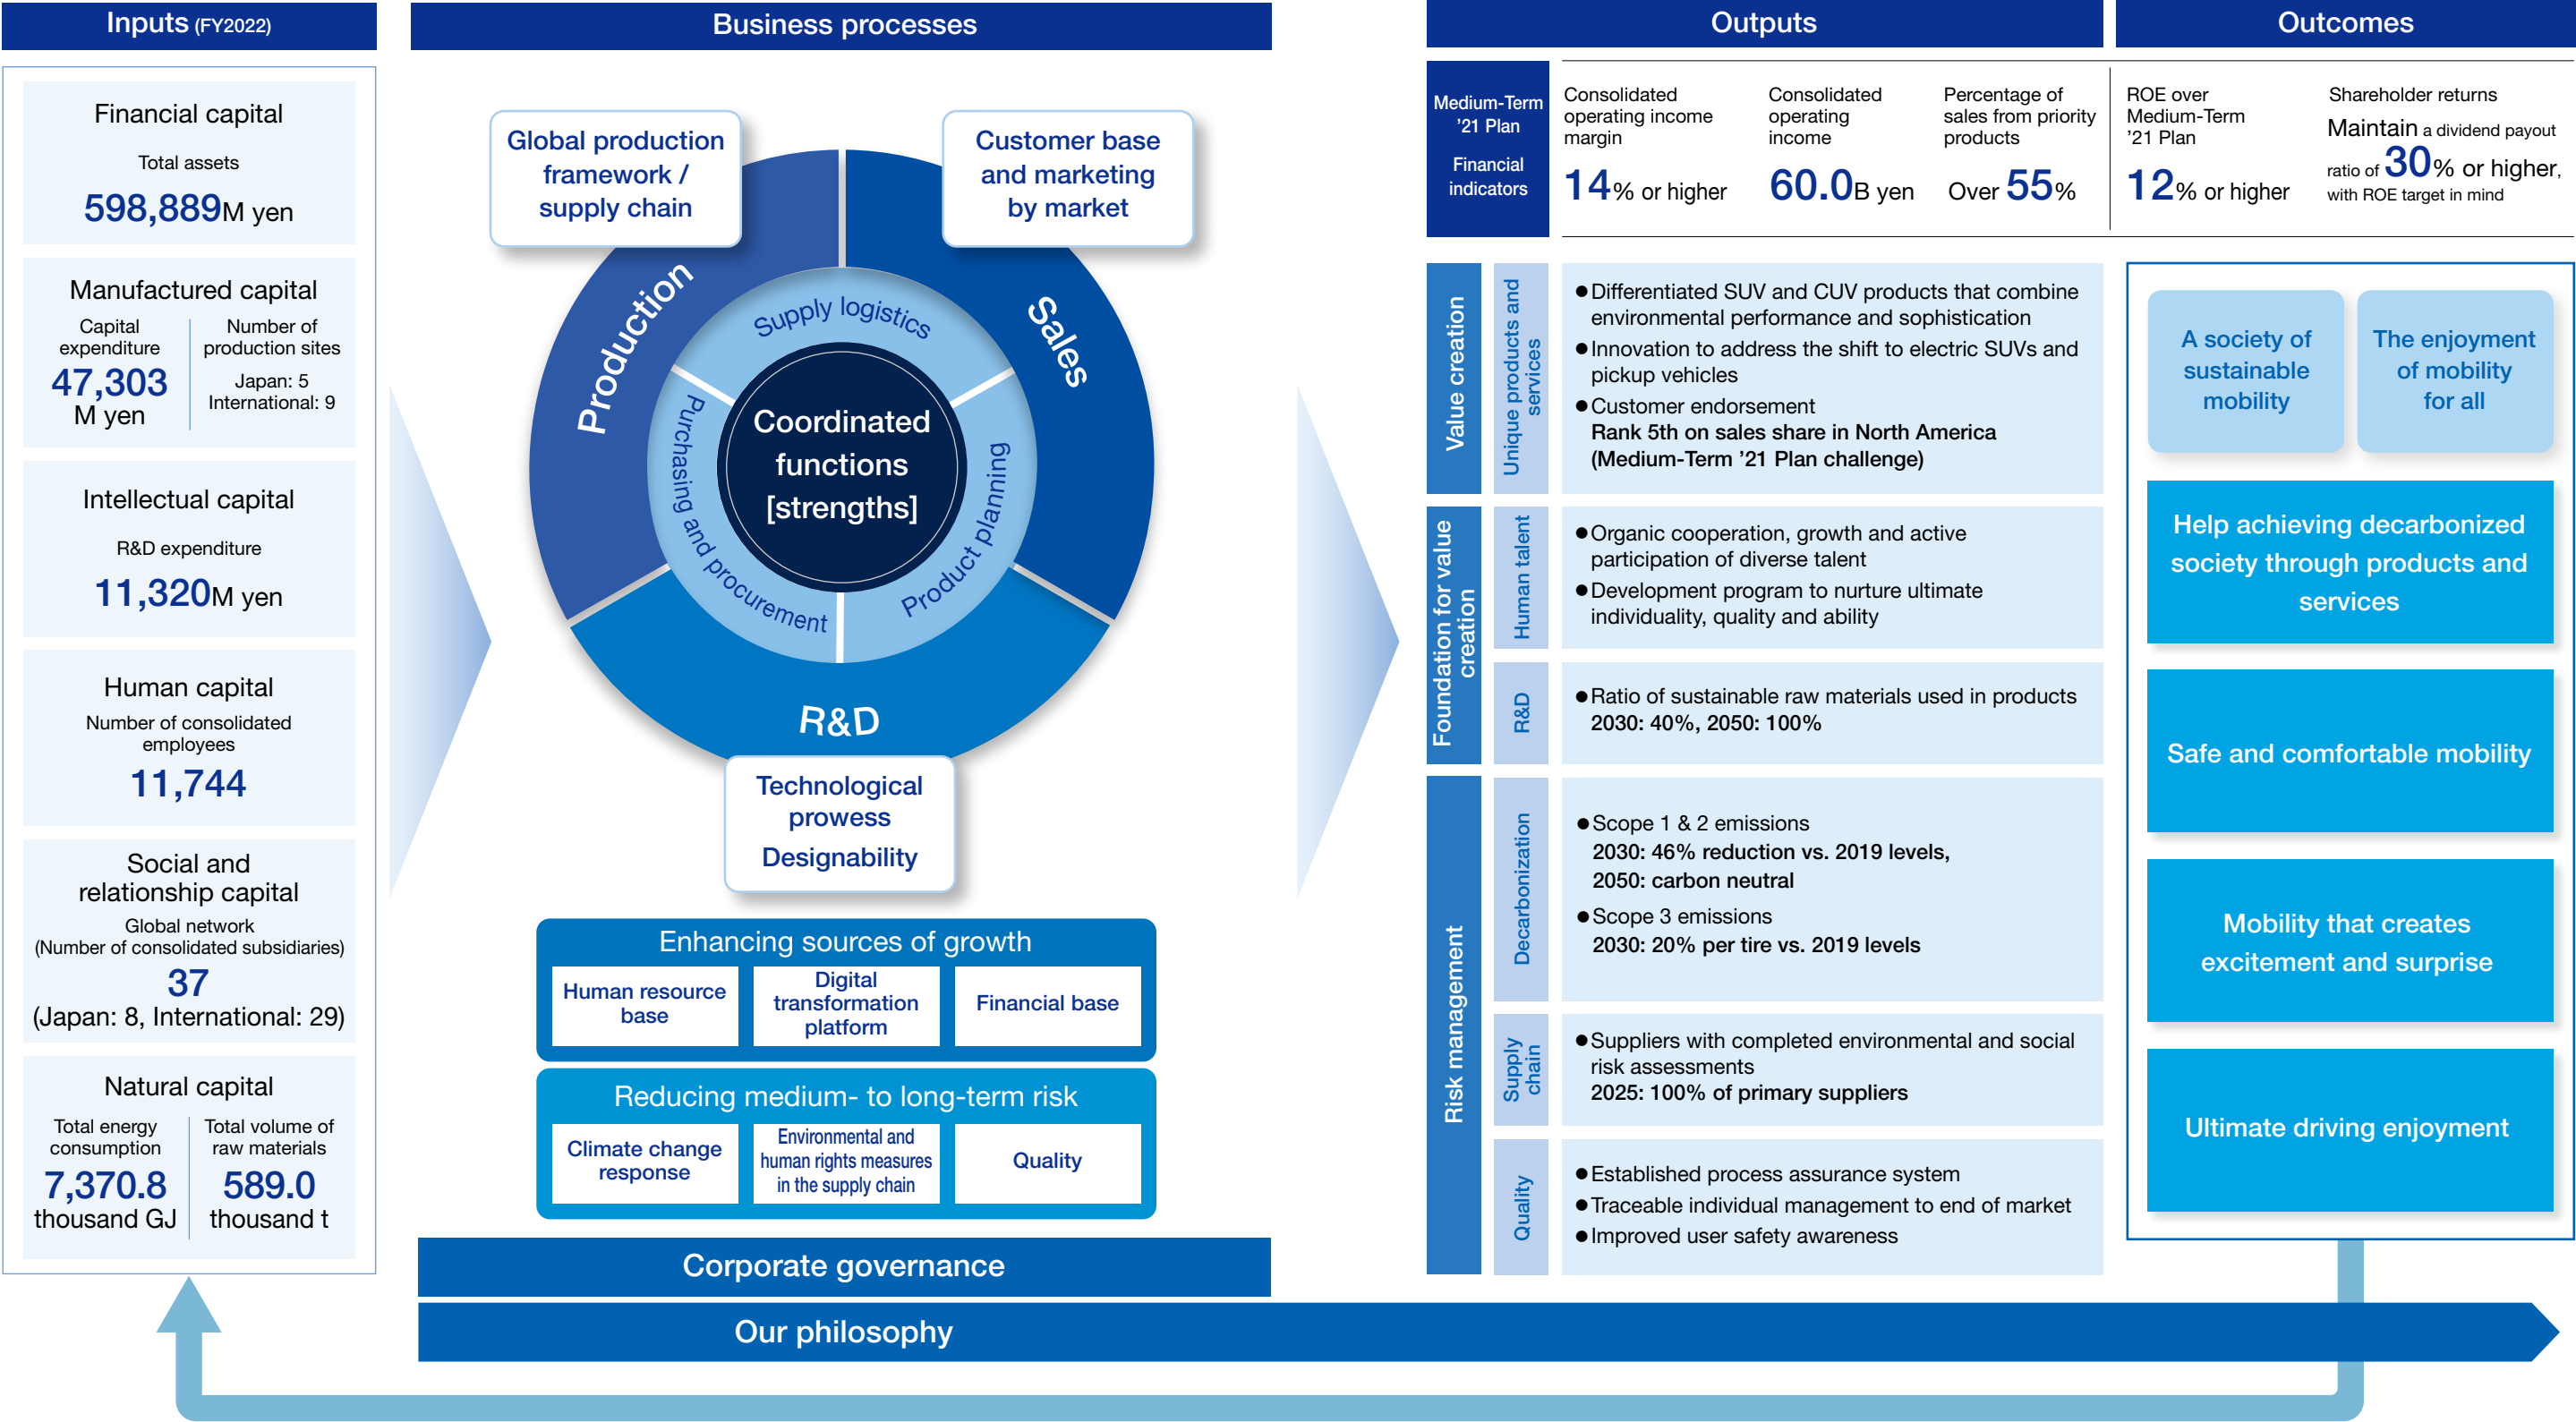 Inputs (FY2022)
Financial capital
Total assets
598,889M yen
Manufactured capital
Capital
expenditure
47,303
M yen
Number of
production sites
Japan: 5
International: 9
Intellectual capital
R&D expenditure
11,320M yen
Human capital
Number of consolidated
employees
11,744
Social and
relationship capital
Global network
(Number of consolidated subsidiaries)
37
(Japan: 8, International: 29)
Natural capital
Total energy
consumption
7,370.8
thousand GJ
Total volume of
raw materials
589.0
thousand t
Business processes
Global production
framework /
supply chain
Customer base
and marketing
by market
Production
Sales
Supply logistics
Purchasing and procurement
Product planning
Coordinated
functions
[strengths]
R&D
Technological
prowess
Designability
Enhancing sources of growth
Human resource
base
Digital
transformation
platform
Financial base
Reducing medium- to long-term risk
Climate change
response
Environmental and
human rights measures
in the supply chain
Quality
Corporate governance
Our philosophy
Outputs
Outcomes
Medium-Term
’21 Plan
Financial
indicators
Consolidated
operating income
margin
14% or higher
Consolidated
operating
income
60.0B yen
Percentage of
sales from priority
products
Over 55%
ROE over
Medium-Term
’21 Plan
12% or higher
Shareholder returns
Maintain a dividend payout
ratio of 30% or higher,
with ROE target in mind
Value creation
Unique products and
services
●Differentiated SUV and CUV products that combine
environmental performance and sophistication
●Innovation to address the shift to electric SUVs and
pickup vehicles
●Customer endorsement
Rank 5th on sales share in North America
(Medium-Term ’21 Plan challenge)
Foundation for value
creation
Human talent
●Organic cooperation, growth and active
participation of diverse talent
●Development program to nurture ultimate
individuality, quality and ability
R&D
●Ratio of sustainable raw materials used in products
2030: 40%, 2050: 100%
Risk management
Decarbonization
●Scope 1 & 2 emissions
2030: 46% reduction vs. 2019 levels,
2050: carbon neutral
●Scope 3 emissions
2030: 20% per tire vs. 2019 levels
Supply
chain
●Suppliers with completed environmental and social
risk assessments
2025: 100% of primary suppliers
Quality
●Established process assurance system
●Traceable individual management to end of market
●Improved user safety awareness
A society of
sustainable
mobility
The enjoyment
of mobility
for all
Help achieving decarbonized
society through products and
services
Safe and comfortable mobility
Mobility that creates
excitement and surprise
Ultimate driving enjoyment